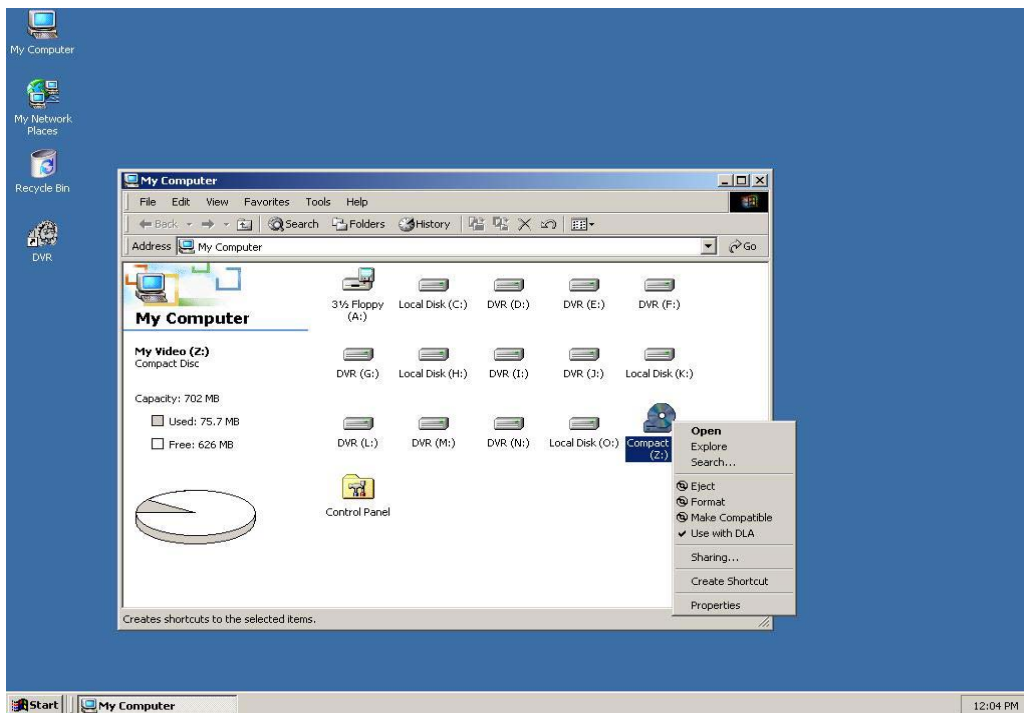 My Computer
My Network
Places
Recycle Bin
DVR
My Computer
File Edit View Favorites Tools Help
Back Search Folders History
Address My Computer Go
My Computer
My Video (Z:)
Compact Disc
Capacity: 702 MB
Used: 75.7 MB
Free: 626 MB
3½ Floppy
(A:)
Local Disk (C:)
DVR (D:)
DVR (E:)
DVR (F:)
DVR (G:)
Local Disk (H:)
DVR (I:)
DVR (J:)
Local Disk (K:)
DVR (L:)
DVR (M:)
DVR (N:)
Local Disk (O:)
Compact
(Z:)
Control Panel
Open
Explore
Search...
Eject
Format
Make Compatible
Use with DLA
Sharing...
Create Shortcut
Properties
Creates shortcuts to the selected items.
Start My Computer 12:04 PM